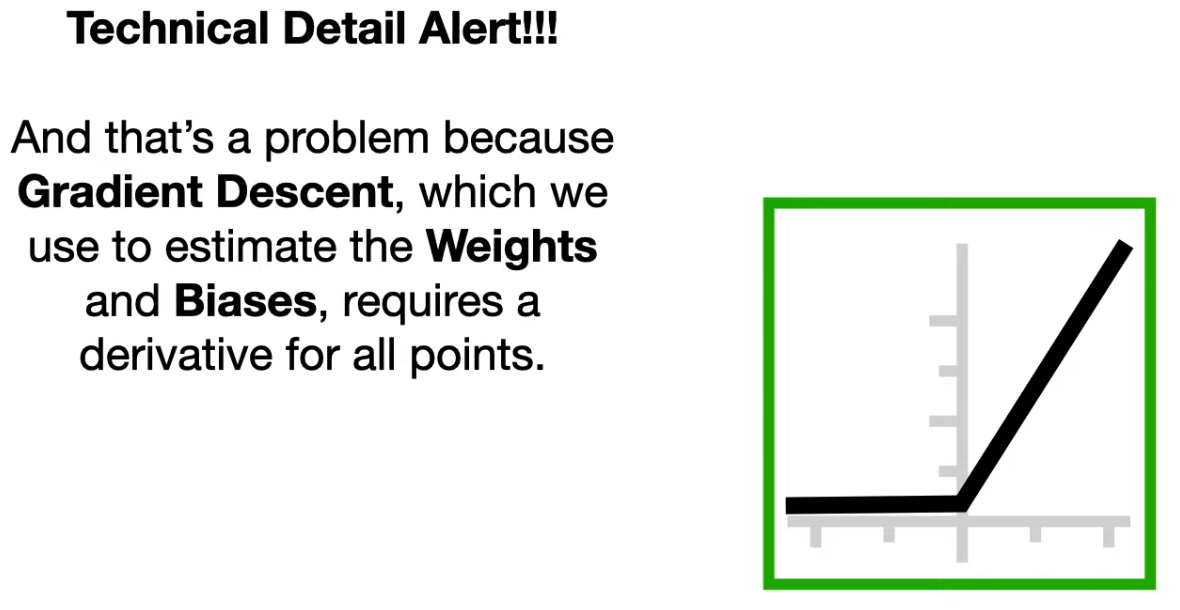 Technical Detail Alert!!!
And that’s a problem because
Gradient Descent, which we
use to estimate the Weights
and Biases, requires a
derivative for all points.